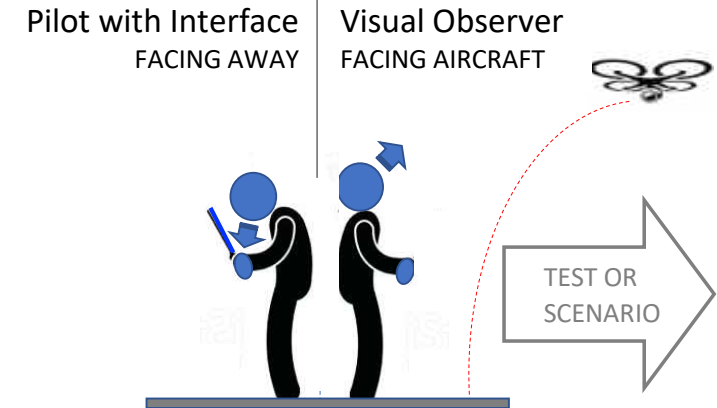 Pilot with Interface
FACING AWAY
Visual Observer
FACING AIRCRAFT
TEST OR
SCENARIO